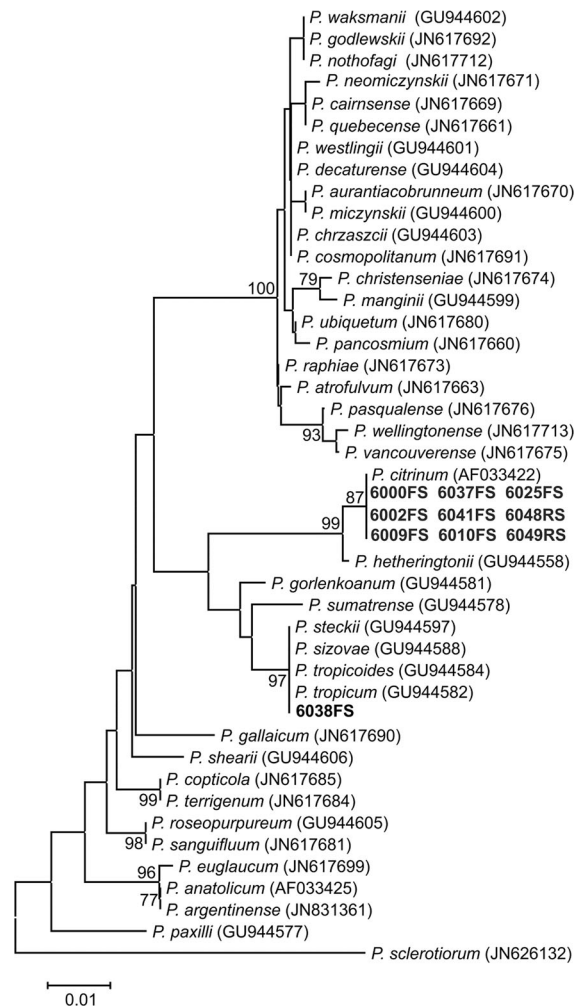 P. waksmanii (GU944602)
P. godlewskii (JN617692)
P. nothofagi (JN617712)
P. neomiczynskii (JN617671)
P. cairnsense (JN617669)
P. quebecense (JN617661)
P. westlingii (GU944601)
P. decaturense (GU944604)
P. aurantiacobrunneum (JN617670)
P. miczynskii (GU944600)
P. chrzaszcii (GU944603)
P. cosmopolitanum (JN617691)
79 P. christenseniae (JN617674)
100
P. manginii (GU944599)
P. ubiquetum (JN617680)
P. pancosmium (JN617660)
P. raphiae (JN617673)
P. atrofulvum (JN617663)
P. pasqualense (JN617676)
93 P. wellingtonense (JN617713)
P. vancouverense (JN617675)
P. citrinum (AF033422)
87 6000FS 6037FS 6025FS
6002FS 6041FS 6048RS
99 6009FS 6010FS 6049RS
P. hetheringtonii (GU944558)
P. gorlenkoanum (GU944581)
P. sumatrense (GU944578)
P. steckii (GU944597)
P. sizovae (GU944588)
P. tropicoides (GU944584)
97 P. tropicum (GU944582)
6038FS
P. gallaicum (JN617690)
P. shearii (GU944606)
P. copticola (JN617685)
99 P. terrigenum (JN617684)
P. roseopurpureum (GU944605)
98 P. sanguifluum (JN617681)
96 P. euglaucum (JN617699)
P. anatolicum (AF033425)
77 P. argentinense (JN831361)
P. paxilli (GU944577)
P. sclerotiorum (JN626132)
0.01